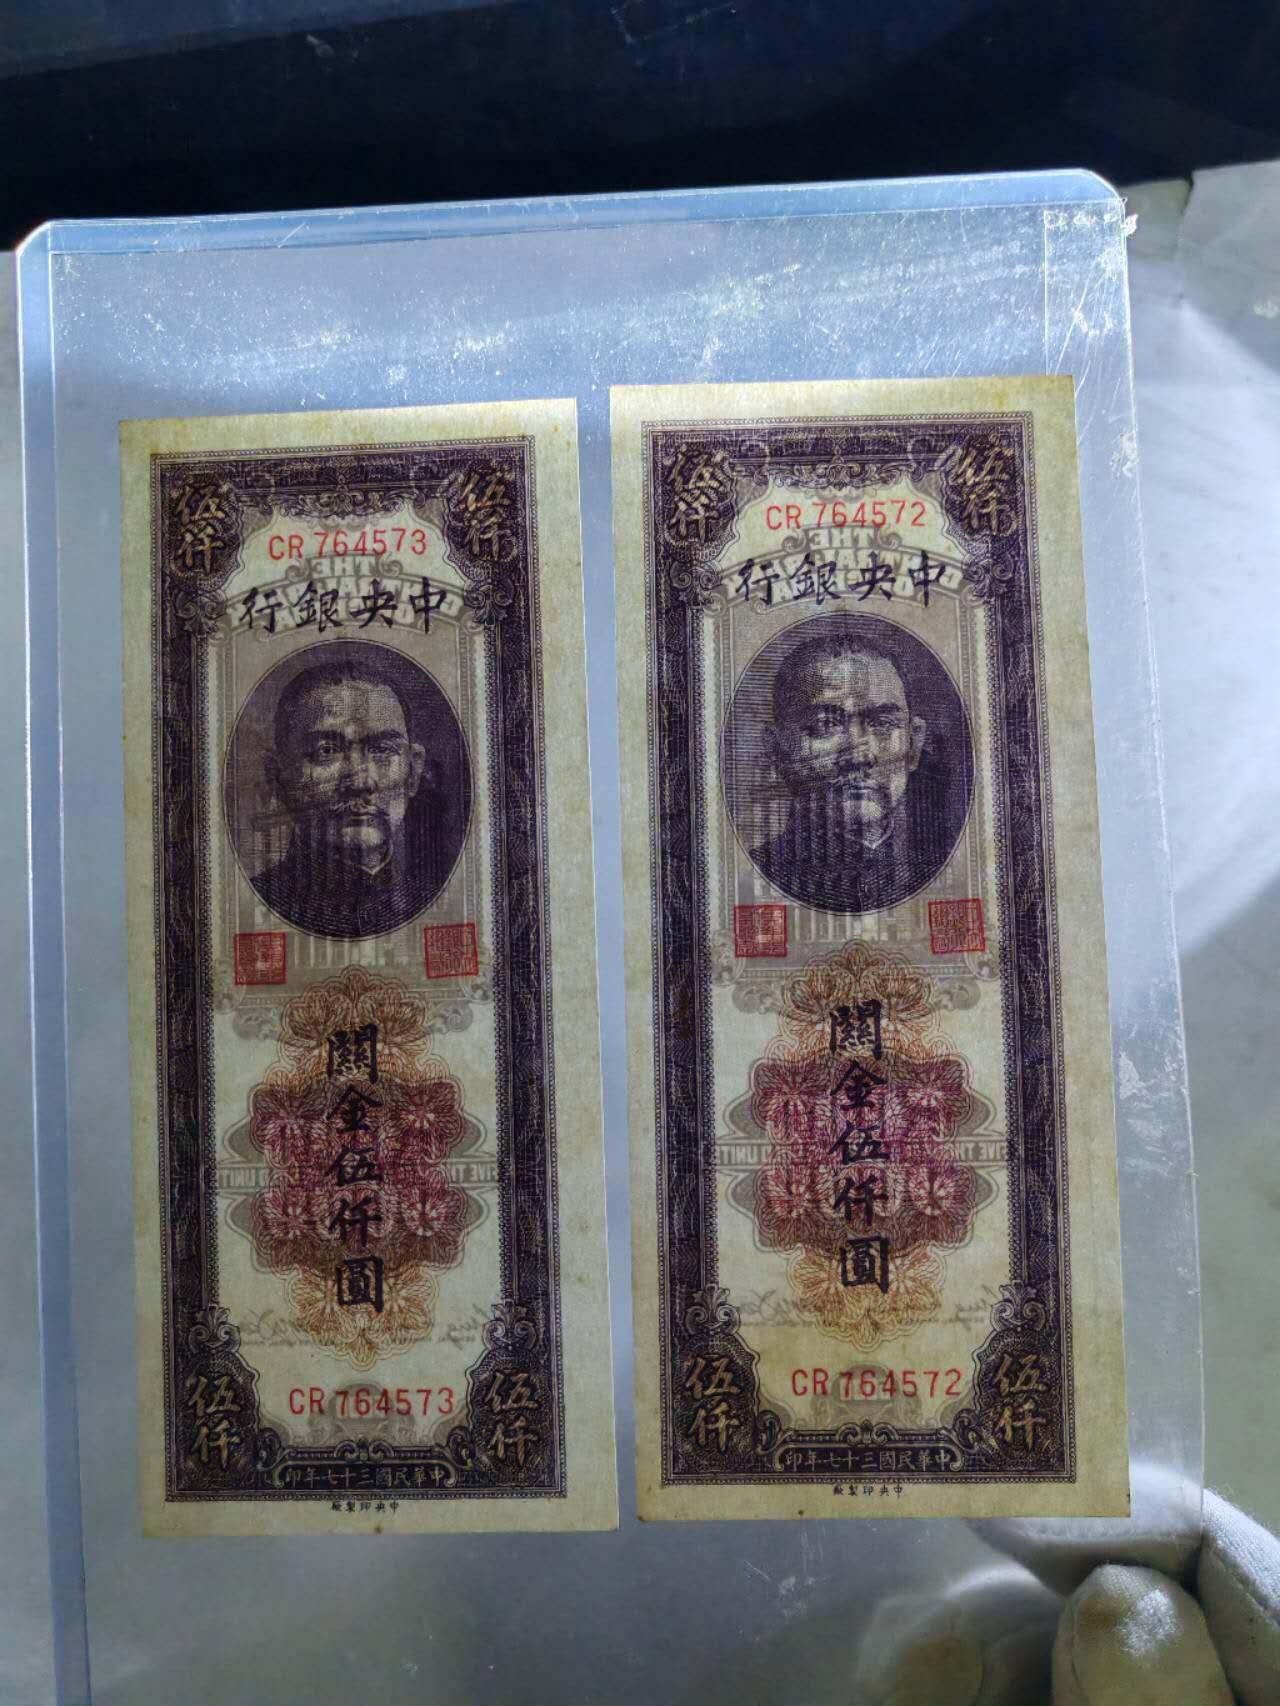 伍仟
伍仟
CR 764573
行銀央中
關金伍仟圓
CR 764573
伍仟
伍仟
印年七十三國民華中
廠製印央中
伍仟
伍仟
CR 764572
行銀央中
關金伍仟圓
CR 764572
伍仟
伍仟
印年七十三國民華中
廠製印央中